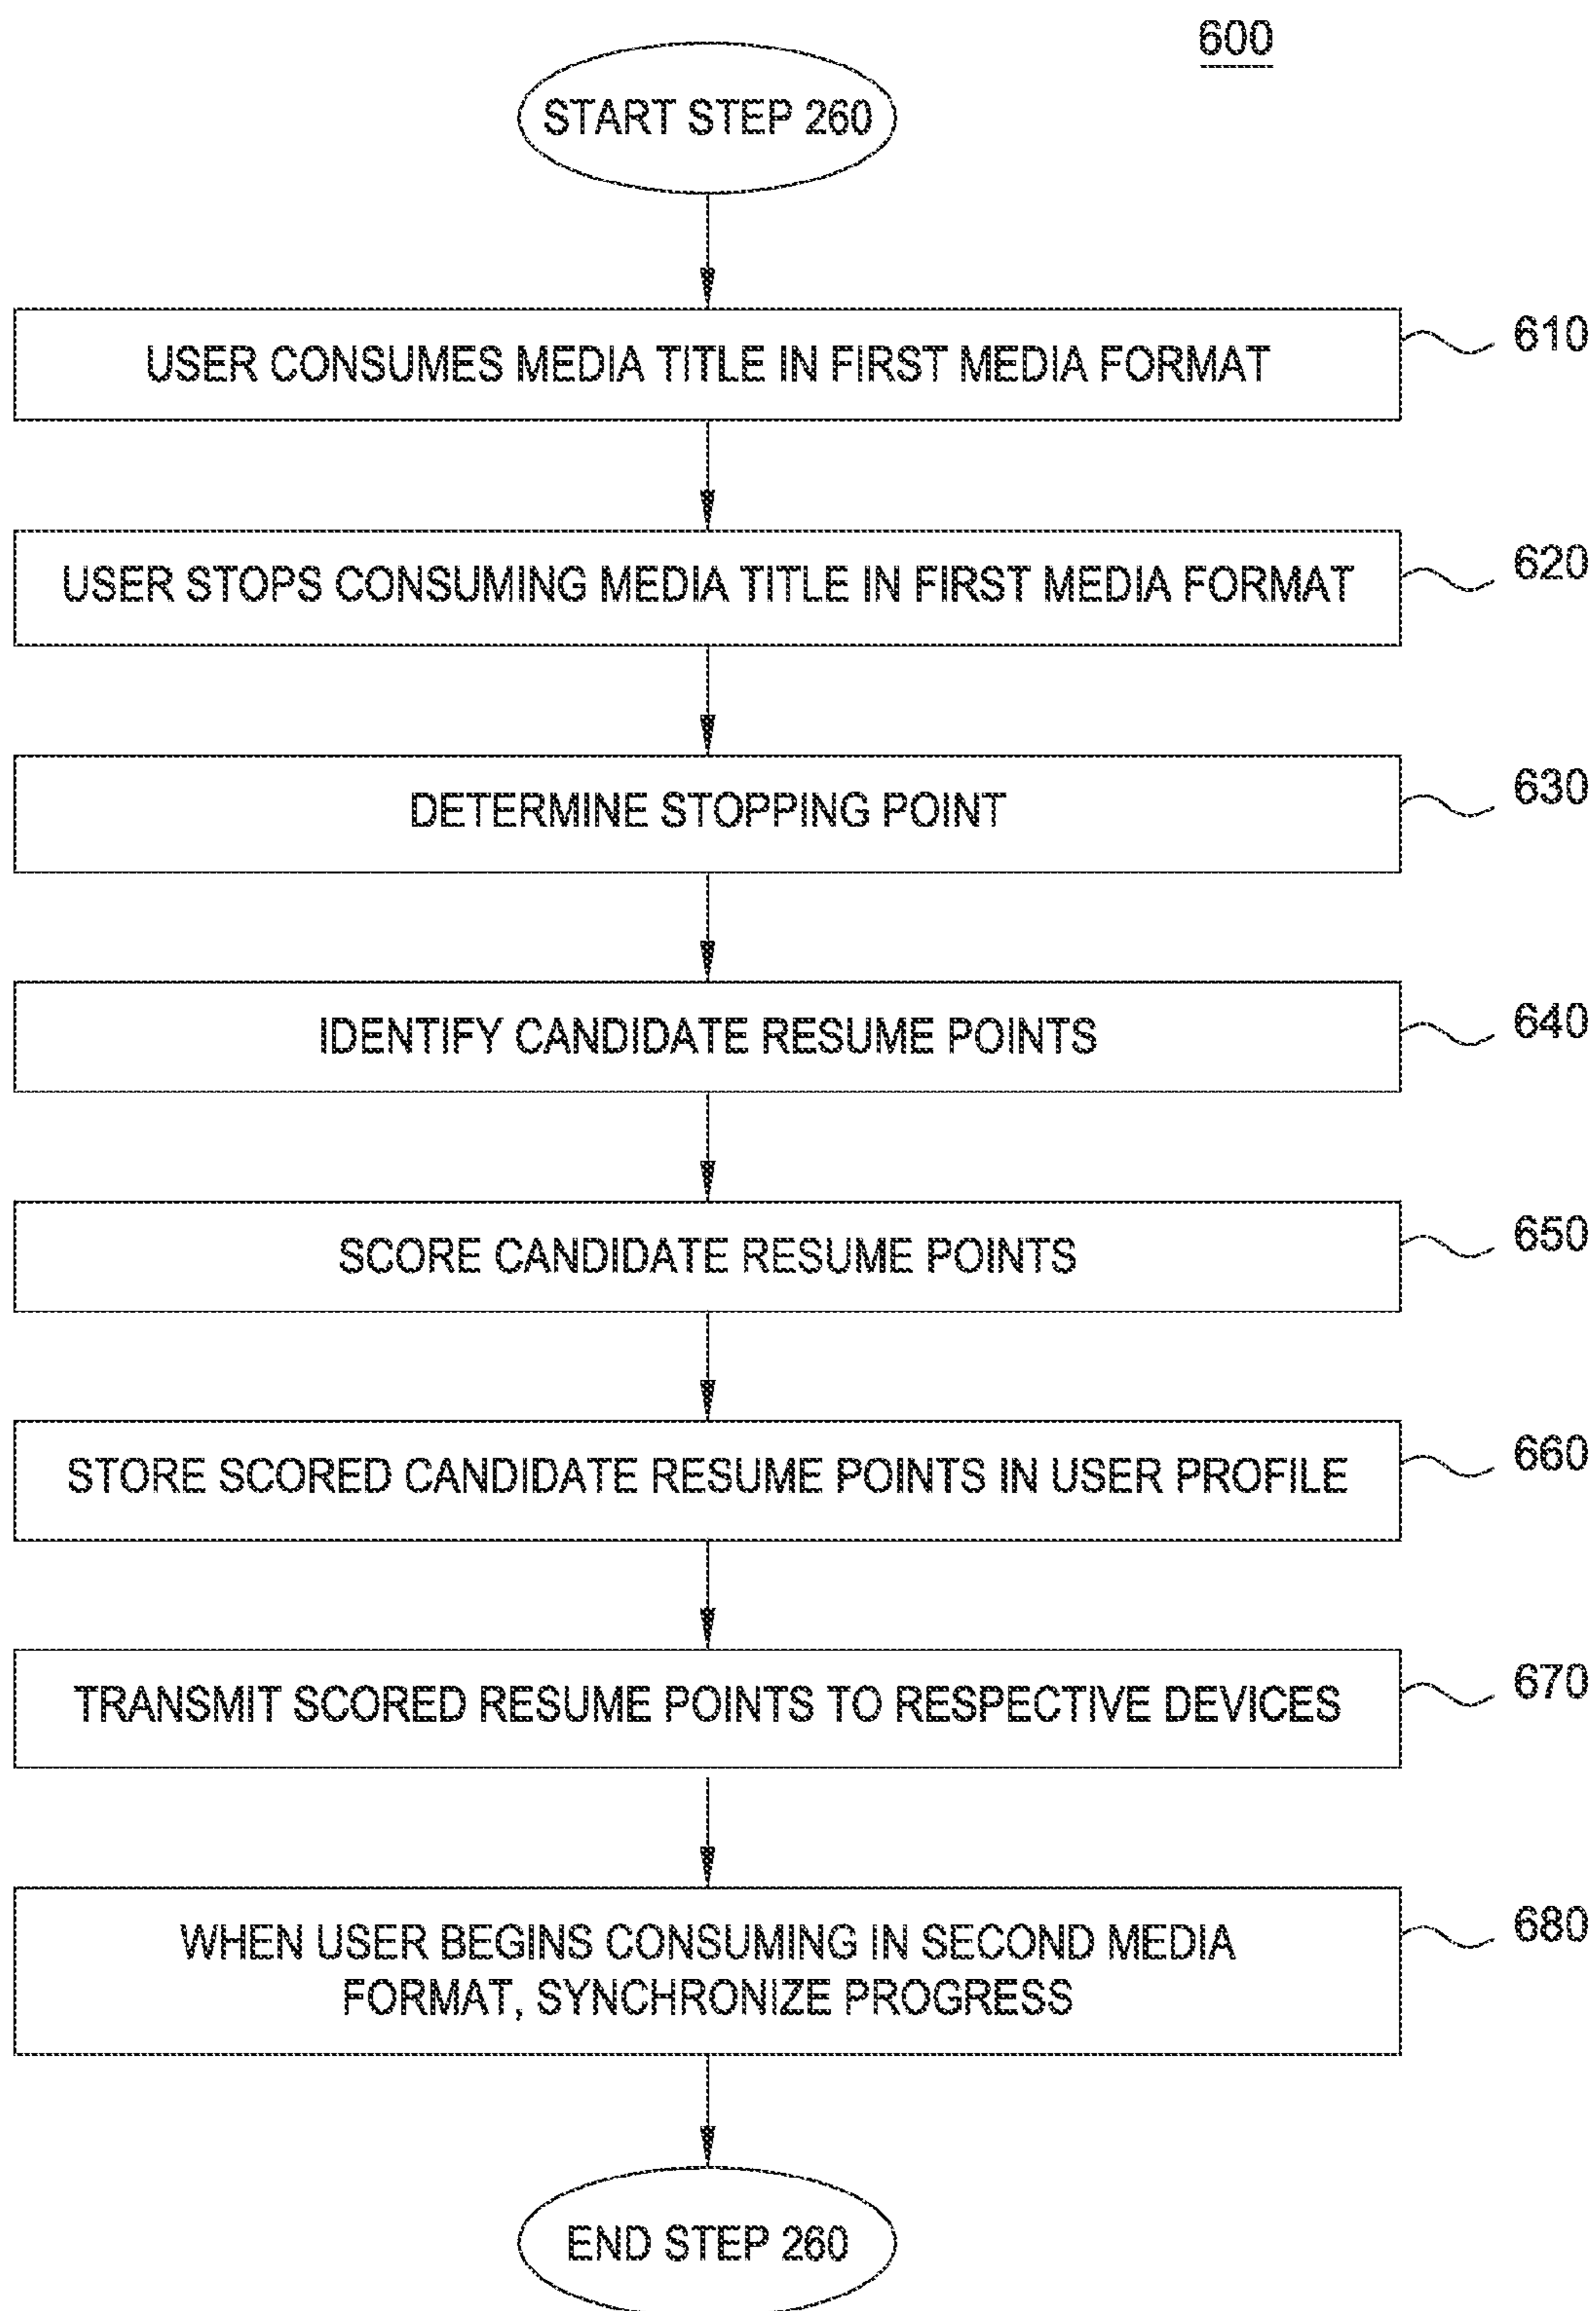 600
START STEP 260
USER CONSUMES MEDIA TITLE IN FIRST MEDIA FORMAT
610
USER STOPS CONSUMING MEDIA TITLE IN FIRST MEDIA FORMAT
620
DETERMINE STOPPING POINT
630
IDENTIFY CANDIDATE RESUME POINTS
640
SCORE CANDIDATE RESUME POINTS
650
STORE SCORED CANDIDATE RESUME POINTS IN USER PROFILE
660
TRANSMIT SCORED RESUME POINTS TO RESPECTIVE DEVICES
670
WHEN USER BEGINS CONSUMING IN SECOND MEDIA
FORMAT, SYNCHRONIZE PROGRESS
680
END STEP 260